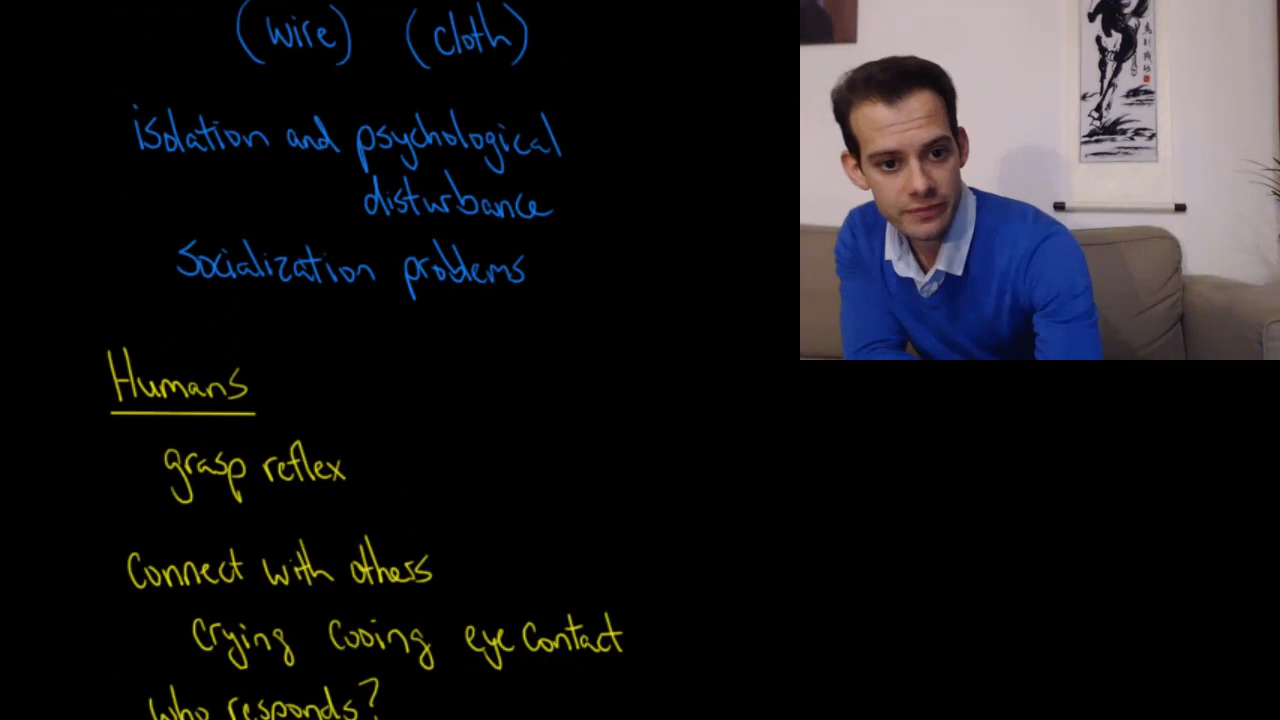 (wire) (cloth)
isolation and psychological
disturbance
socialization problems
Humans
grasp reflex
Connect with others
Crying Cooing eye contact
Who responds?